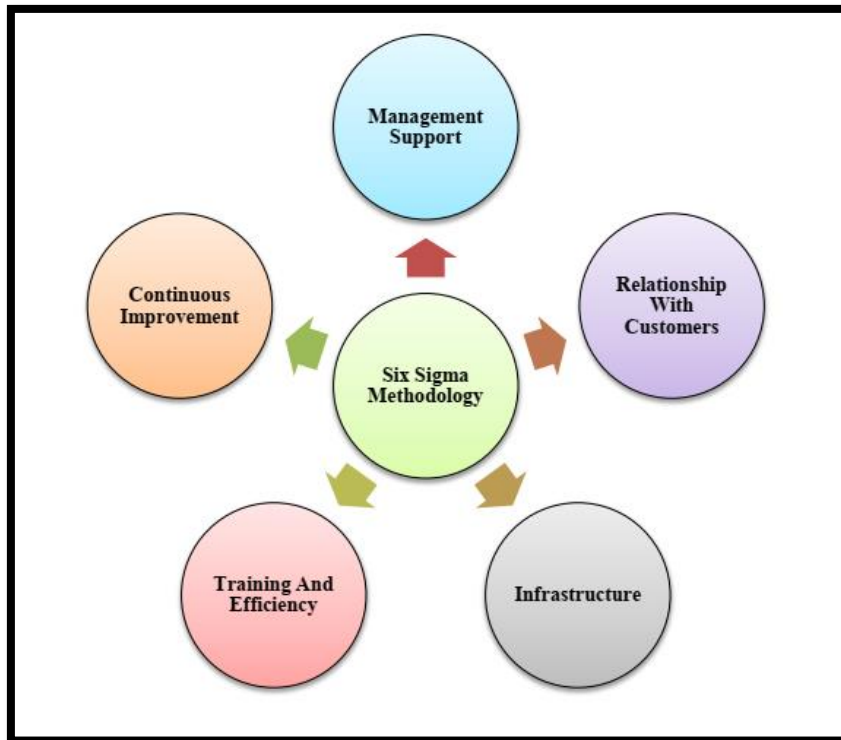 Management
Support
Continuous
Improvement
Relationship
With
Customers
Six Sigma
Methodology
Training And
Efficiency
Infrastructure